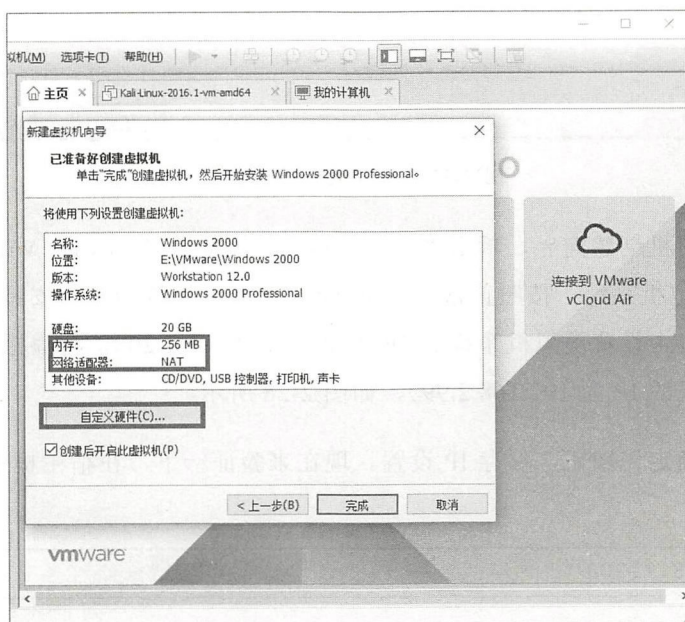 拟机(M) 选项卡(T) 帮助(H)
主页 Kali-Linux-2016.1-vm-amd64 我的计算机
新建虚拟机向导
已准备好创建虚拟机
单击"完成"创建虚拟机，然后开始安装 Windows 2000 Professional。
将使用下列设置创建虚拟机:
名称: Windows 2000
位置: E:\VMware\Windows 2000
版本: Workstation 12.0
操作系统: Windows 2000 Professional
硬盘: 20 GB
内存: 256 MB
网络适配器: NAT
其他设备: CD/DVD, USB 控制器, 打印机, 声卡
自定义硬件(C)...
创建后开启此虚拟机(P)
< 上一步(B) 完成 取消
连接到 VMware
vCloud Air
vmware